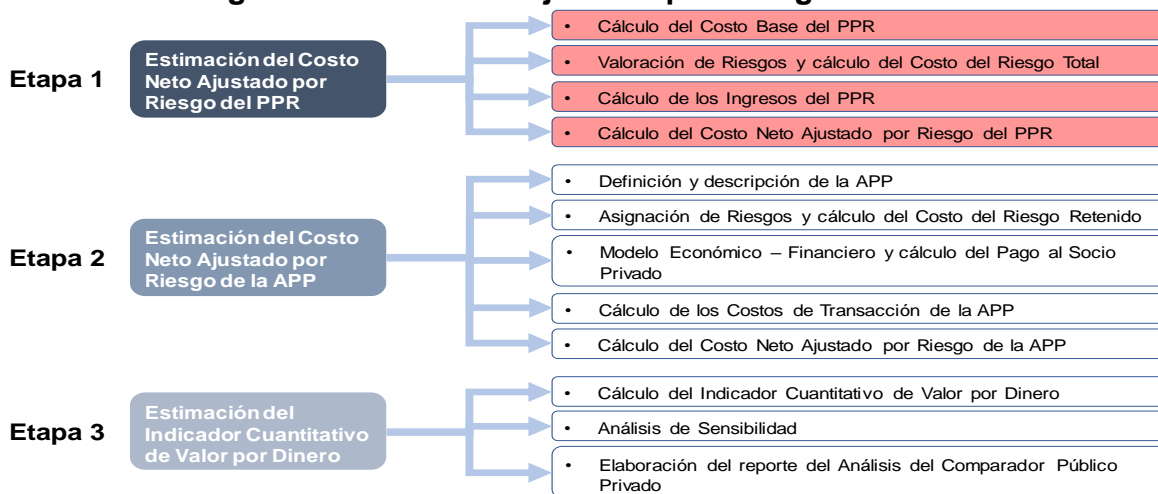 Etapa 1
Estimación del Costo
Neto Ajustado por
Riesgo del PPR
• Cálculo del Costo Base del PPR
• Valoración de Riesgos y cálculo del Costo del Riesgo Total
• Cálculo de los Ingresos del PPR
• Cálculo del Costo Neto Ajustado por Riesgo del PPR
Etapa 2
Estimación del Costo
Neto Ajustado por
Riesgo de la APP
• Definición y descripción de la APP
• Asignación de Riesgos y cálculo del Costo del Riesgo Retenido
• Modelo Económico – Financiero y cálculo del Pago al Socio
Privado
• Cálculo de los Costos de Transacción de la APP
• Cálculo del Costo Neto Ajustado por Riesgo de la APP
Etapa 3
Estimación del
Indicador Cuantitativo
de Valor por Dinero
• Cálculo del Indicador Cuantitativo de Valor por Dinero
• Análisis de Sensibilidad
• Elaboración del reporte del Análisis del Comparador Público
Privado